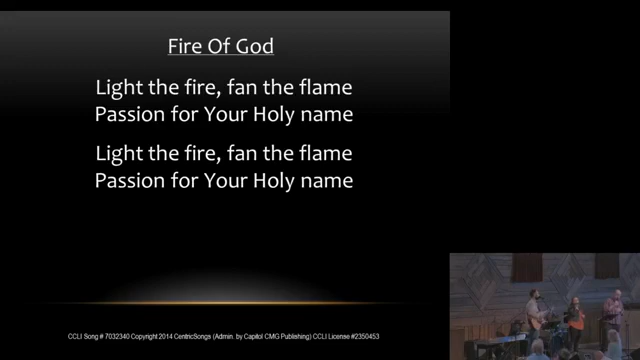 Fire Of God
Light the fire, fan the flame
Passion for Your Holy name
Light the fire, fan the flame
Passion for Your Holy name
CCLI Song # 7032340 Copyright 2014 CentricSongs (Admin. by Capitol CMG Publishing) CCLI License #2350453